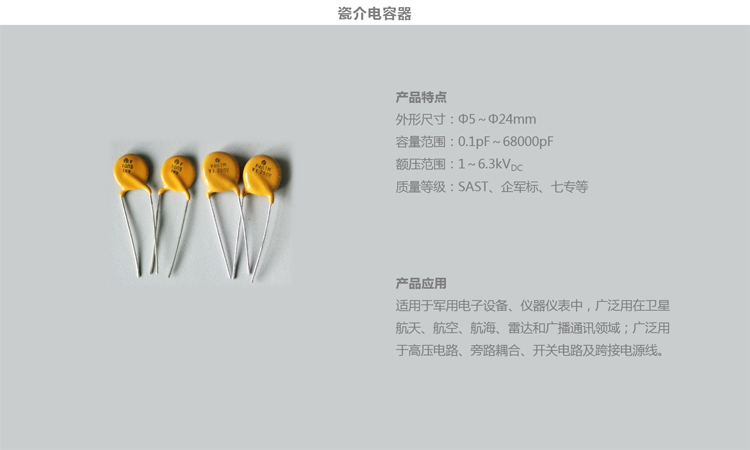 瓷介电容器
产品特点
外形尺寸：Φ5～Φ24mm
容量范围：0.1pF～68000pF
额压范围：1～6.3kVDC
质量等级：SAST、企军标、七专等
产品应用
适用于军用电子设备、仪器仪表中，广泛用在卫星
航天、航空、航海、雷达和广播通讯领域；广泛用
于高压电路、旁路耦合、开关电路及跨接电源线。